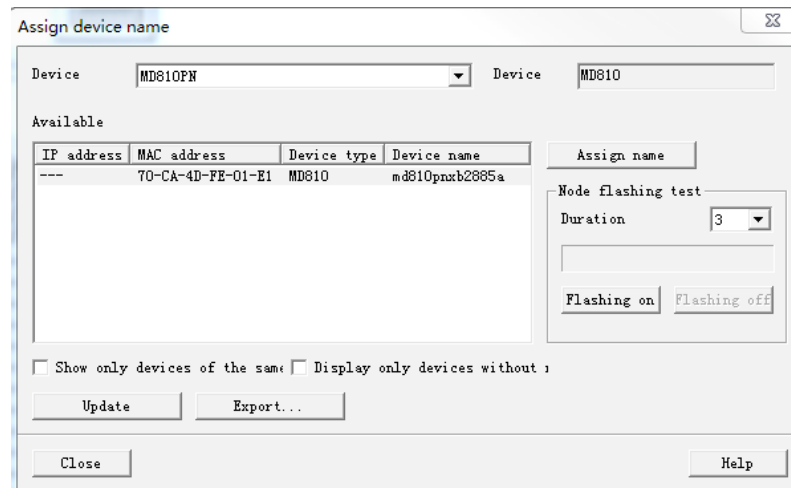 Assign device name
Device MD810PN Device MD810
Available
IP address MAC address Device type Device name
--- 70-CA-4D-FE-01-E1 MD810 md810pnxb2885a
Assign name
Node flashing test
Duration 3
Flashing on Flashing off
Show only devices of the same Display only devices without
Update Export...
Close Help